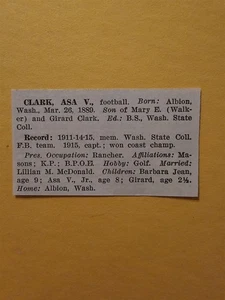 CLARK, ASA V., football. Born: Albion,
Wash., Mar. 26, 1889. Son of Mary E. (Walk-
er) and Girard Clark. Ed.: B.S., Wash. State
Coll.
Record: 1911-14-15, mem. Wash. State Coll.
F.B. team. 1915, capt.; won coast champ.
Pres. Occupation: Rancher. Affiliations: Ma-
sons; K.P.; B.P.O.E. Hobby: Golf. Married:
Lillian M. McDonald. Children: Barbara Jean,
age 9; Asa V., Jr., age 8; Girard, age 2½.
Home: Albion, Wash.